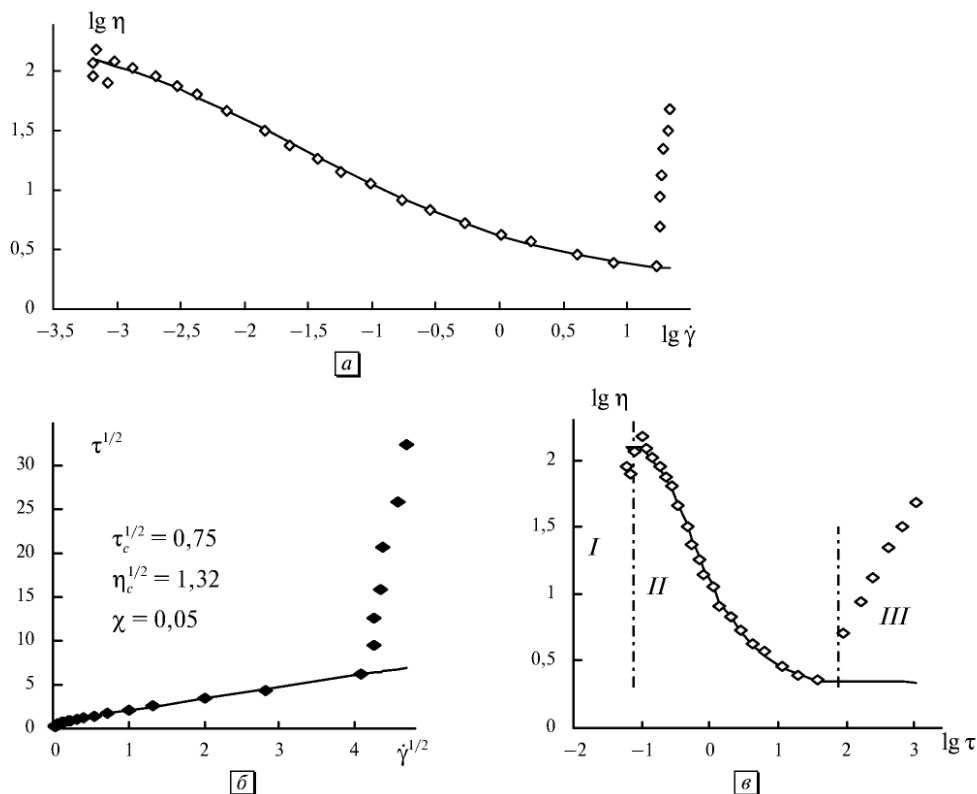 lg η
2
1,5
1
0,5
0
−3,5 −3 −2,5 −2 −1,5 −1 −0,5 0 0,5 1
lg γ̇
а
τ^{1/2}
30
25
20
15
10
5
0
τ_c^{1/2} = 0,75
η_c^{1/2} = 1,32
χ = 0,05
0 1 2 3 4
γ̇^{1/2}
б
lg η
2
1,5
1
0,5
0
I
II
III
−2 −1 0 1 2 3
lg τ
в